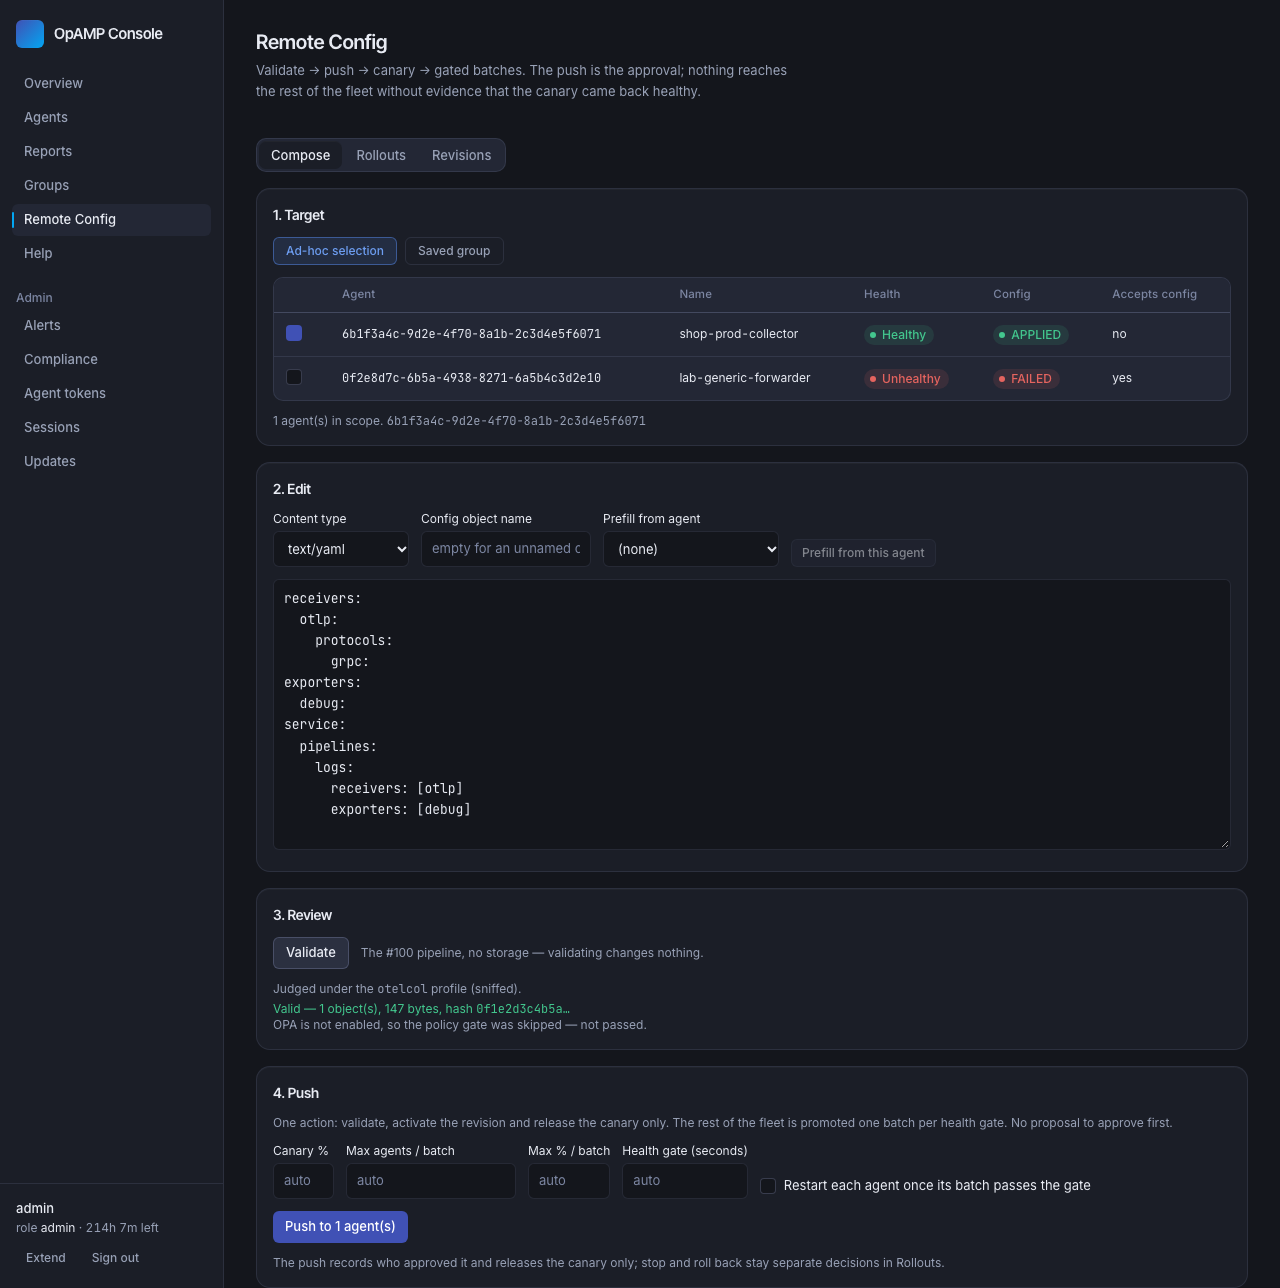 OpAMP Console
Overview
Agents
Reports
Groups
Remote Config
Help
Admin
Alerts
Compliance
Agent tokens
Sessions
Updates
admin
role admin · 214h 7m left
Extend Sign out
Remote Config
Validate → push → canary → gated batches. The push is the approval; nothing reaches
the rest of the fleet without evidence that the canary came back healthy.
Compose Rollouts Revisions
1. Target
Ad-hoc selection Saved group
Agent Name Health Config Accepts config
6b1f3a4c-9d2e-4f70-8a1b-2c3d4e5f6071 shop-prod-collector Healthy APPLIED no
0f2e8d7c-6b5a-4938-8271-6a5b4c3d2e10 lab-generic-forwarder Unhealthy FAILED yes
1 agent(s) in scope. 6b1f3a4c-9d2e-4f70-8a1b-2c3d4e5f6071
2. Edit
Content type Config object name Prefill from agent
text/yaml empty for an unnamed c (none) Prefill from this agent
receivers:
  otlp:
    protocols:
      grpc:
exporters:
  debug:
service:
  pipelines:
    logs:
      receivers: [otlp]
      exporters: [debug]
3. Review
Validate The #100 pipeline, no storage — validating changes nothing.
Judged under the otelcol profile (sniffed).
Valid — 1 object(s), 147 bytes, hash 0f1e2d3c4b5a…
OPA is not enabled, so the policy gate was skipped — not passed.
4. Push
One action: validate, activate the revision and release the canary only. The rest of the fleet is promoted one batch per health gate. No proposal to approve first.
Canary % Max agents / batch Max % / batch Health gate (seconds)
auto auto auto auto Restart each agent once its batch passes the gate
Push to 1 agent(s)
The push records who approved it and releases the canary only; stop and roll back stay separate decisions in Rollouts.